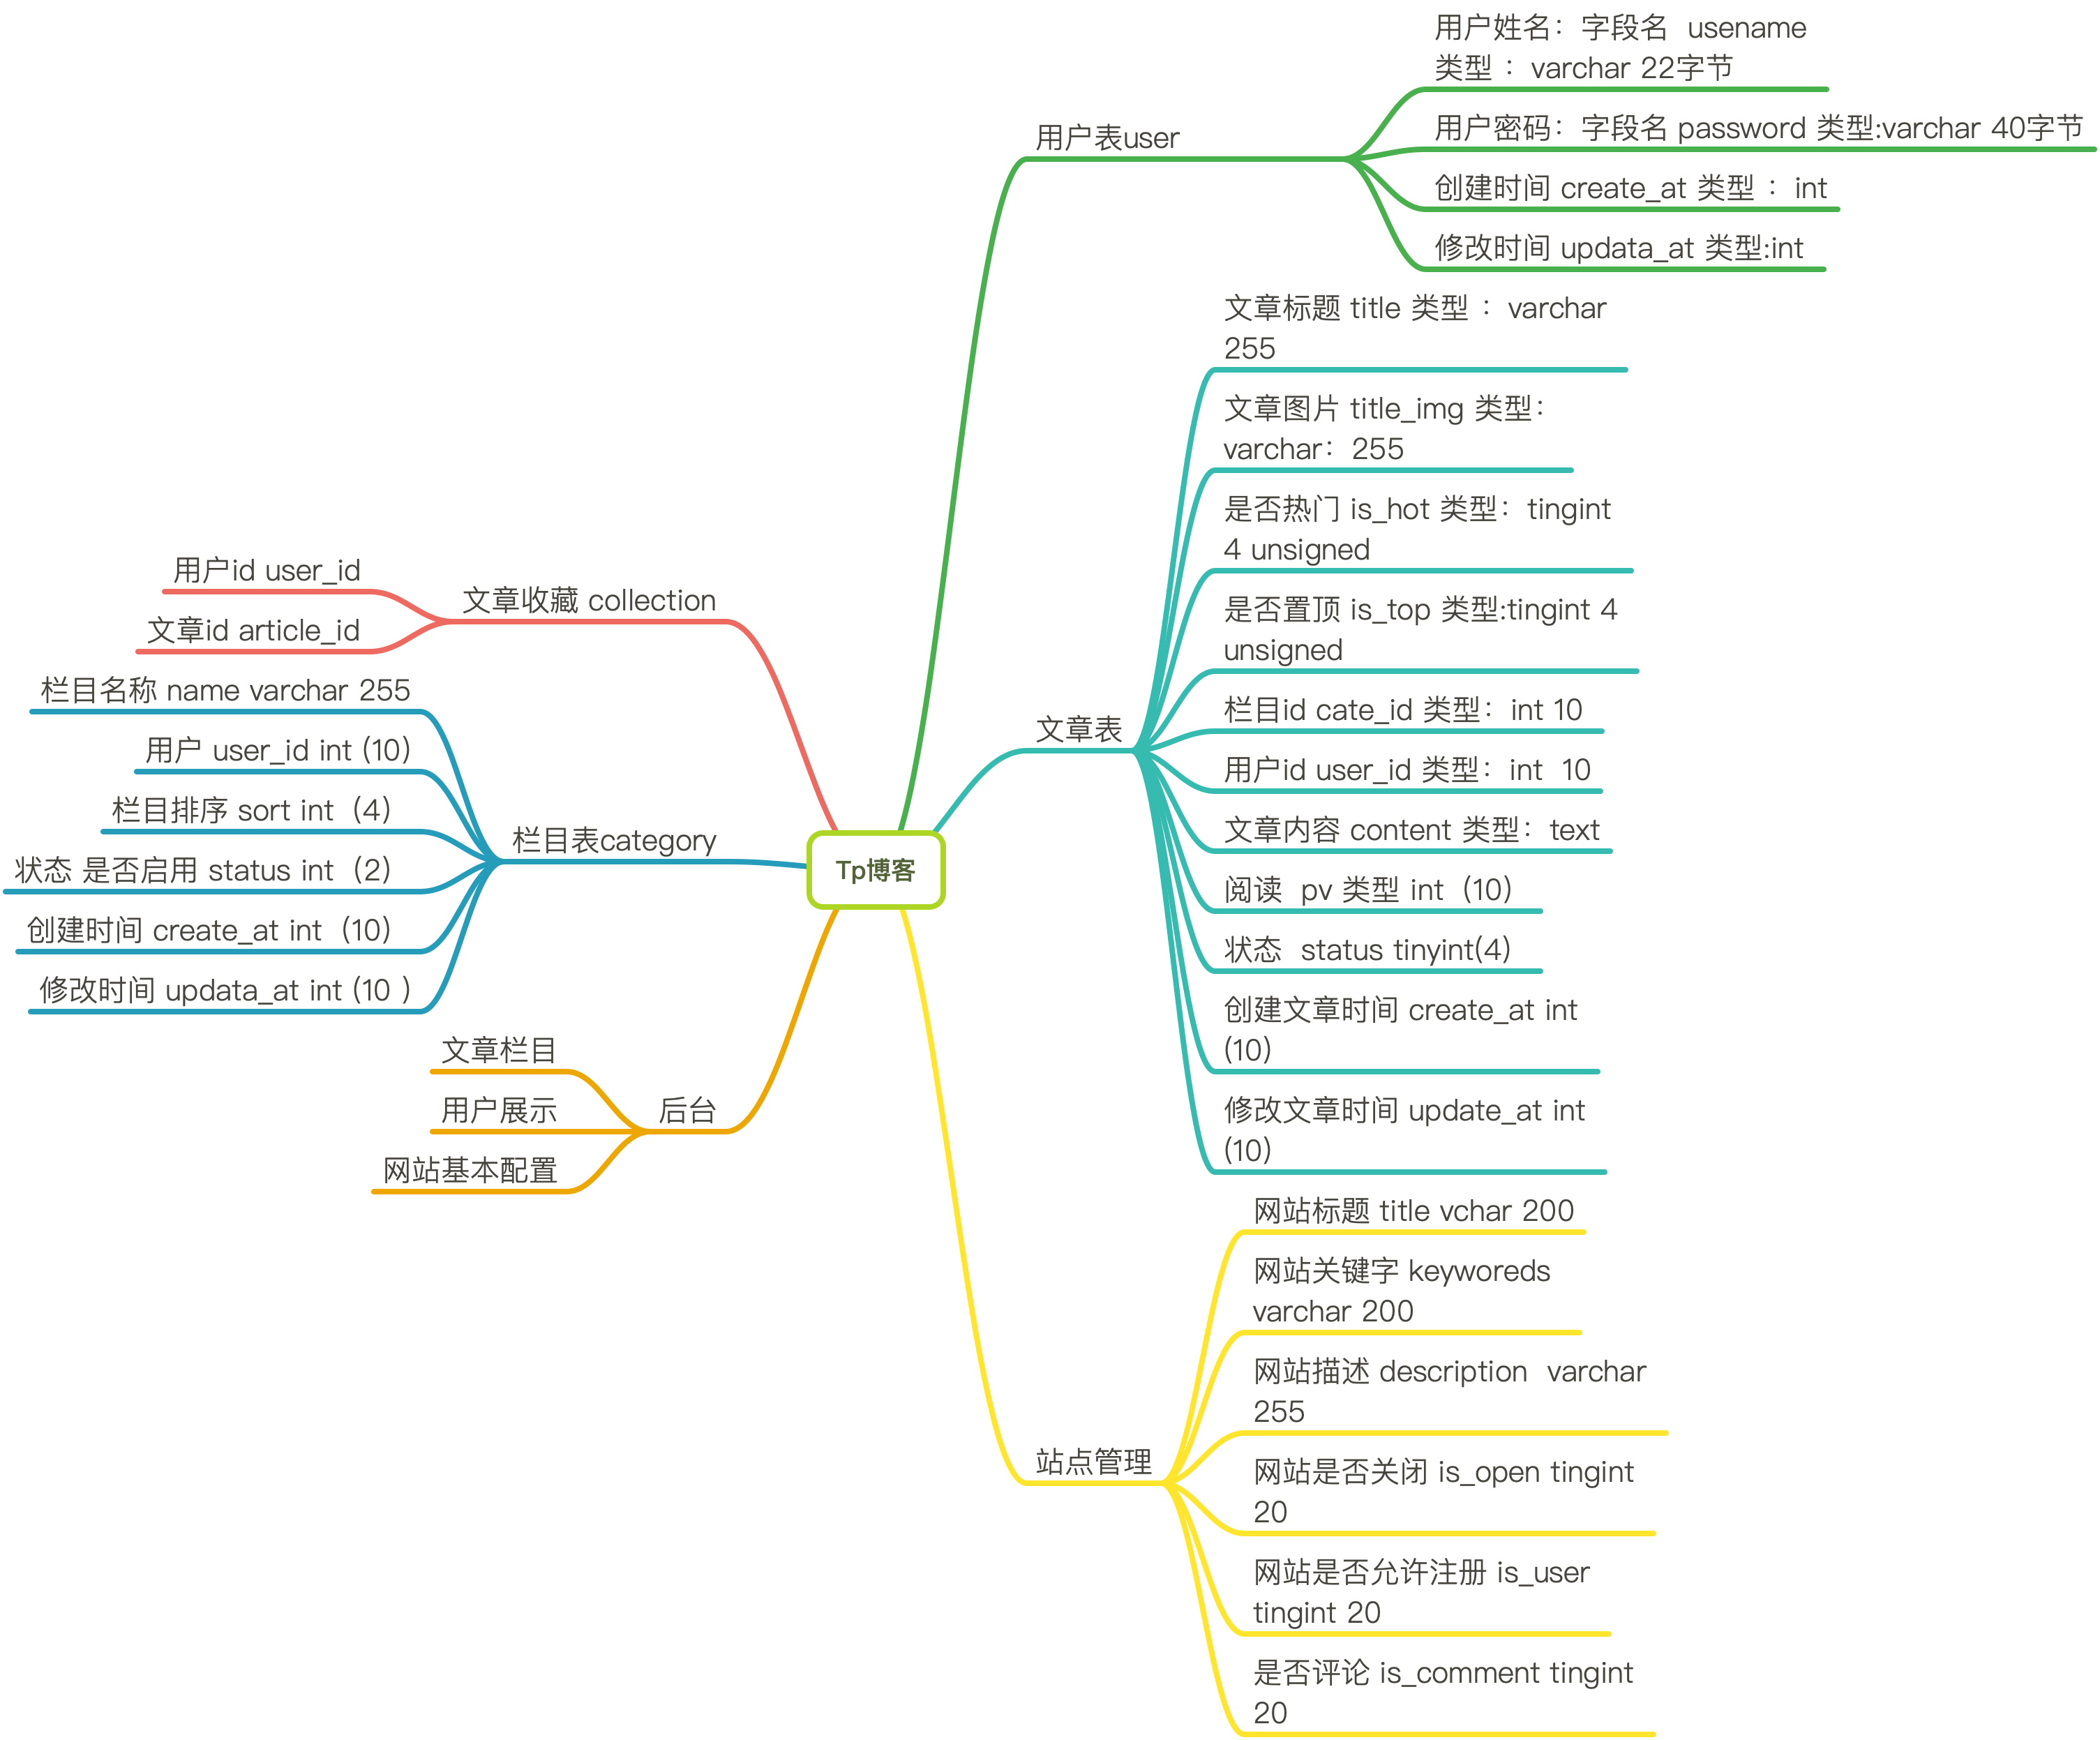 用户姓名：字段名  usename
类型 ：varchar 22字节
用户密码：字段名 password 类型:varchar 40字节
用户表user
创建时间 create_at 类型 ：int
修改时间 updata_at 类型:int
文章标题 title 类型 ：varchar
255
文章图片 title_img 类型：
varchar：255
是否热门 is_hot 类型：tingint
4 unsigned
是否置顶 is_top 类型:tingint 4
unsigned
栏目id cate_id 类型：int 10
文章表
用户id user_id 类型：int  10
文章内容 content 类型：text
阅读  pv 类型 int（10）
状态  status tinyint(4)
创建文章时间 create_at int
(10)
修改文章时间 update_at int
(10)
网站标题 title vchar 200
网站关键字 keyworeds
varchar 200
网站描述 description  varchar
255
站点管理
网站是否关闭 is_open tingint
20
网站是否允许注册 is_user
tingint 20
是否评论 is_comment tingint
20
Tp博客
用户id user_id
文章收藏 collection
文章id article_id
栏目名称 name varchar 255
用户 user_id int (10)
栏目排序 sort int（4）
栏目表category
状态 是否启用 status int（2）
创建时间 create_at int（10）
修改时间 updata_at int (10 )
文章栏目
用户展示
后台
网站基本配置